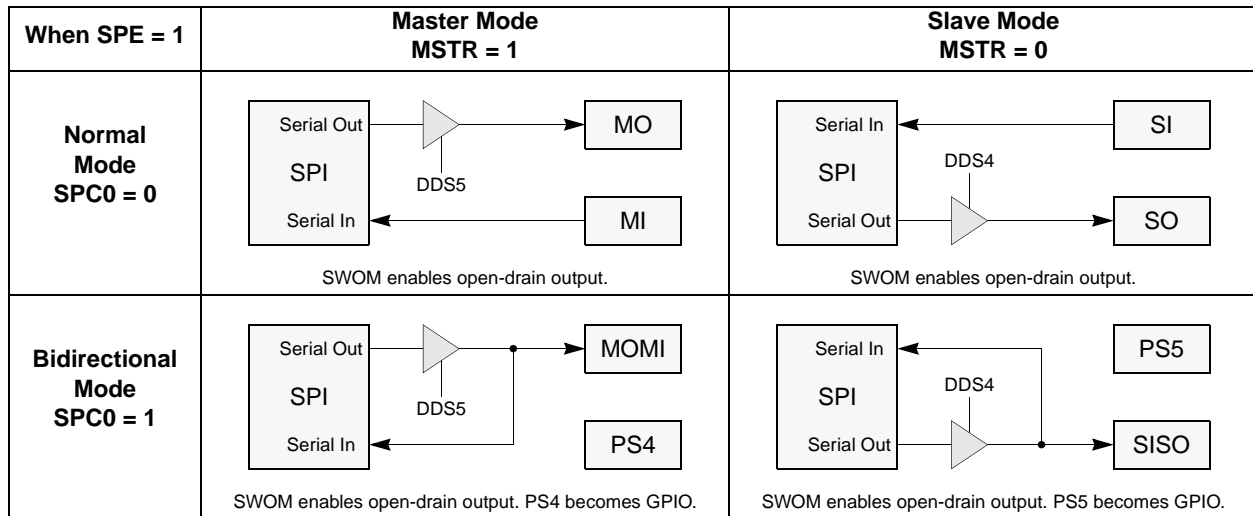 When SPE = 1
Master Mode
MSTR = 1
Slave Mode
MSTR = 0
Normal
Mode
SPC0 = 0
Serial Out
SPI
Serial In
DDS5
MO
MI
SWOM enables open-drain output.
Serial In
SPI
Serial Out
DDS4
SI
SO
SWOM enables open-drain output.
Bidirectional
Mode
SPC0 = 1
Serial Out
SPI
Serial In
DDS5
MOMI
PS4
SWOM enables open-drain output. PS4 becomes GPIO.
Serial In
SPI
Serial Out
DDS4
PS5
SISO
SWOM enables open-drain output. PS5 becomes GPIO.